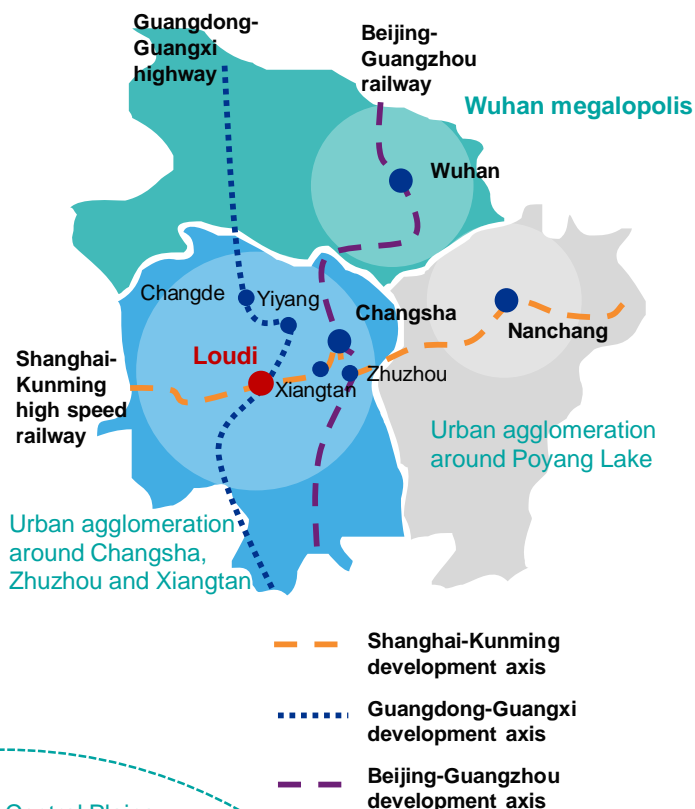 Guangdong-
Guangxi
highway
Beijing-
Guangzhou
railway
Wuhan megalopolis
Wuhan
Changde
Yiyang
Changsha
Nanchang
Shanghai-
Kunming
high speed
railway
Loudi
Xiangtan
Zhuzhou
Urban agglomeration
around Poyang Lake
Urban agglomeration
around Changsha,
Zhuzhou and Xiangtan
Shanghai-Kunming
development axis
Guangdong-Guangxi
development axis
Beijing-Guangzhou
development axis